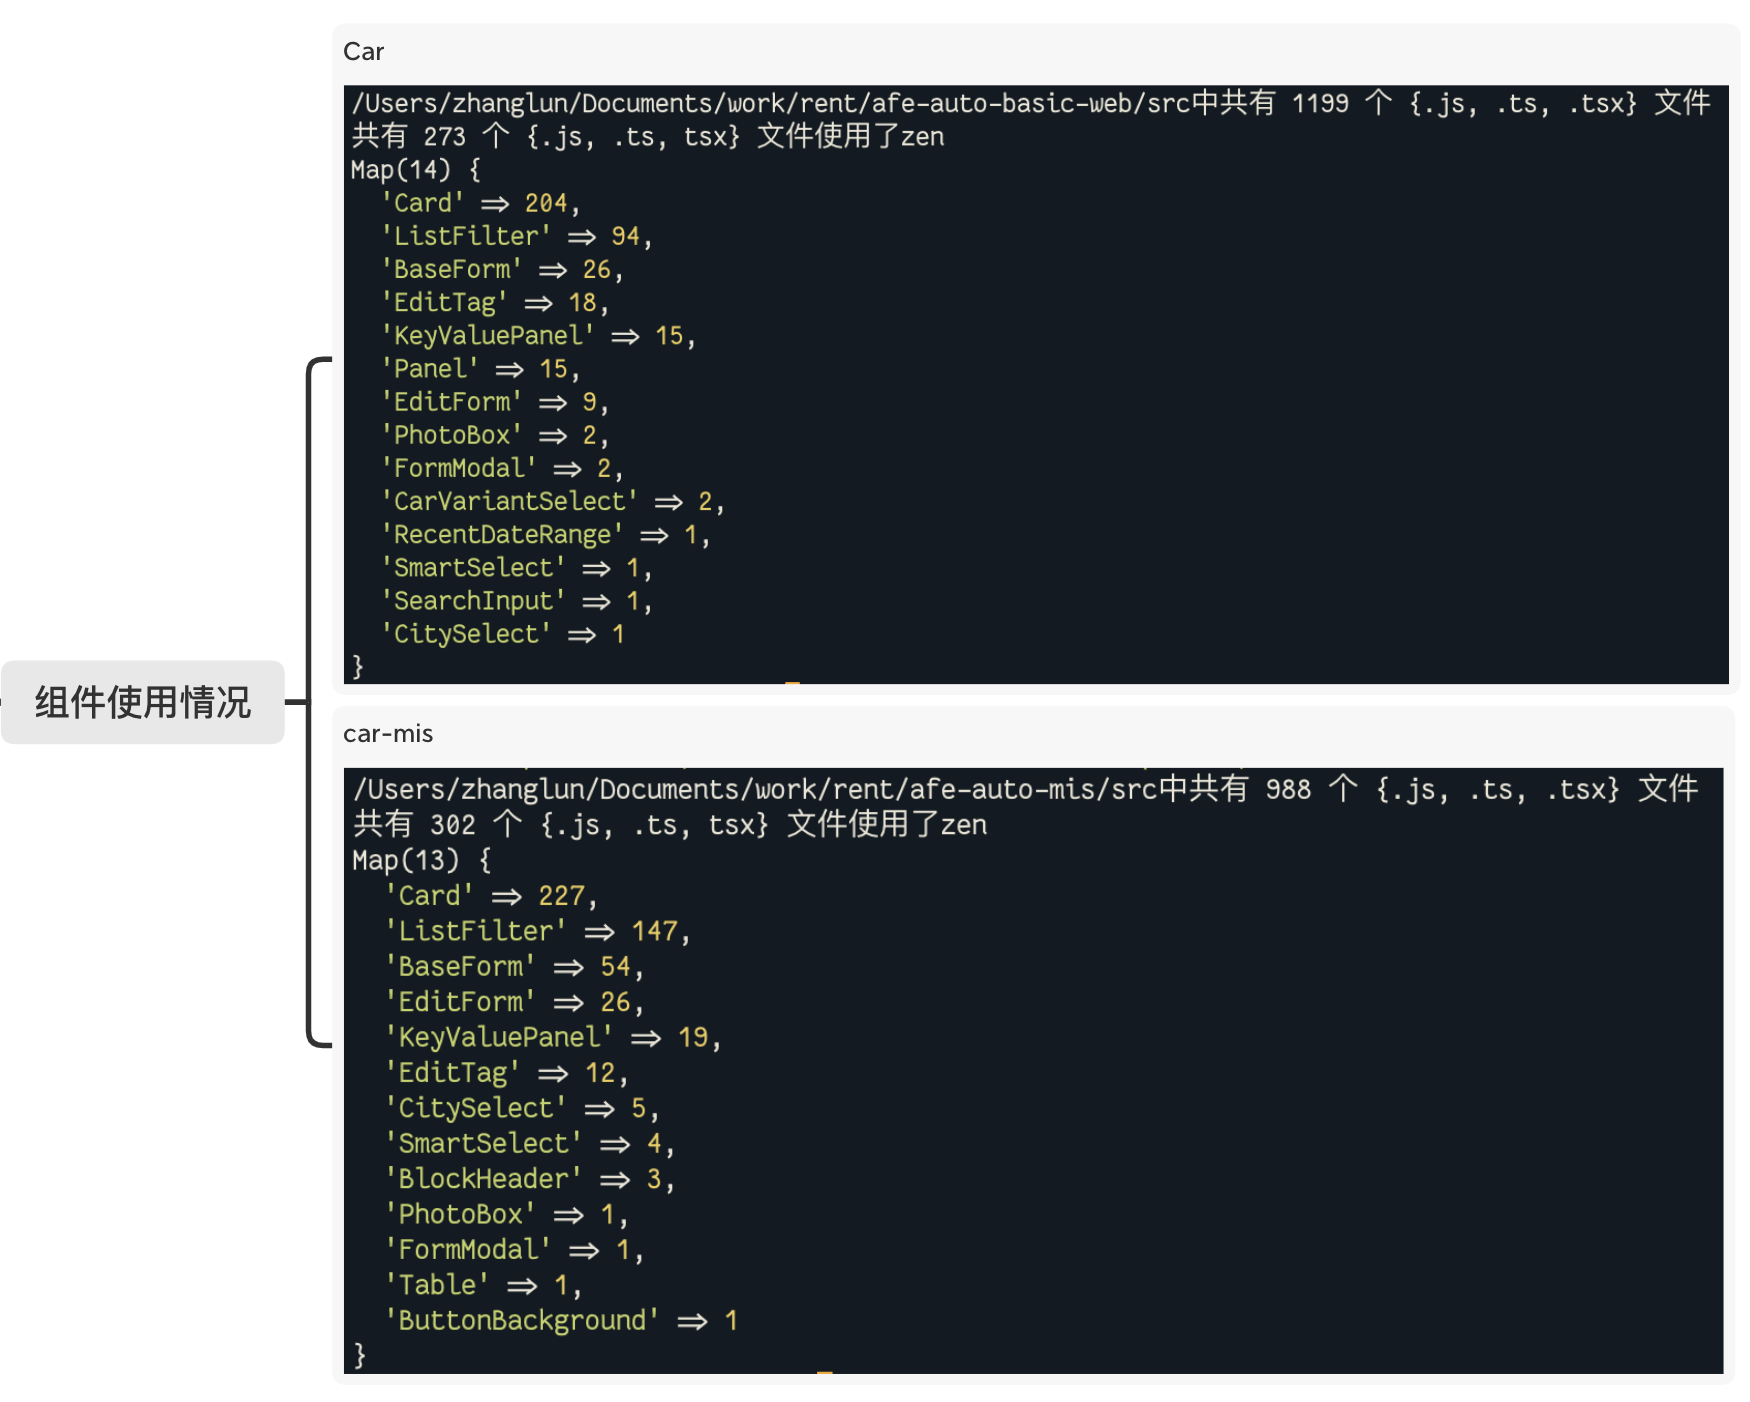 组件使用情况
Car
/Users/zhanglun/Documents/work/rent/afe-auto-basic-web/src中共有 1199 个 {.js, .ts, .tsx} 文件
共有 273 个 {.js, .ts, tsx} 文件使用了zen
Map(14) {
'Card' => 204,
'ListFilter' => 94,
'BaseForm' => 26,
'EditTag' => 18,
'KeyValuePanel' => 15,
'Panel' => 15,
'EditForm' => 9,
'PhotoBox' => 2,
'FormModal' => 2,
'CarVariantSelect' => 2,
'RecentDateRange' => 1,
'SmartSelect' => 1,
'SearchInput' => 1,
'CitySelect' => 1
}
car-mis
/Users/zhanglun/Documents/work/rent/afe-auto-mis/src中共有 988 个 {.js, .ts, .tsx} 文件
共有 302 个 {.js, .ts, tsx} 文件使用了zen
Map(13) {
'Card' => 227,
'ListFilter' => 147,
'BaseForm' => 54,
'EditForm' => 26,
'KeyValuePanel' => 19,
'EditTag' => 12,
'CitySelect' => 5,
'SmartSelect' => 4,
'BlockHeader' => 3,
'PhotoBox' => 1,
'FormModal' => 1,
'Table' => 1,
'ButtonBackground' => 1
}